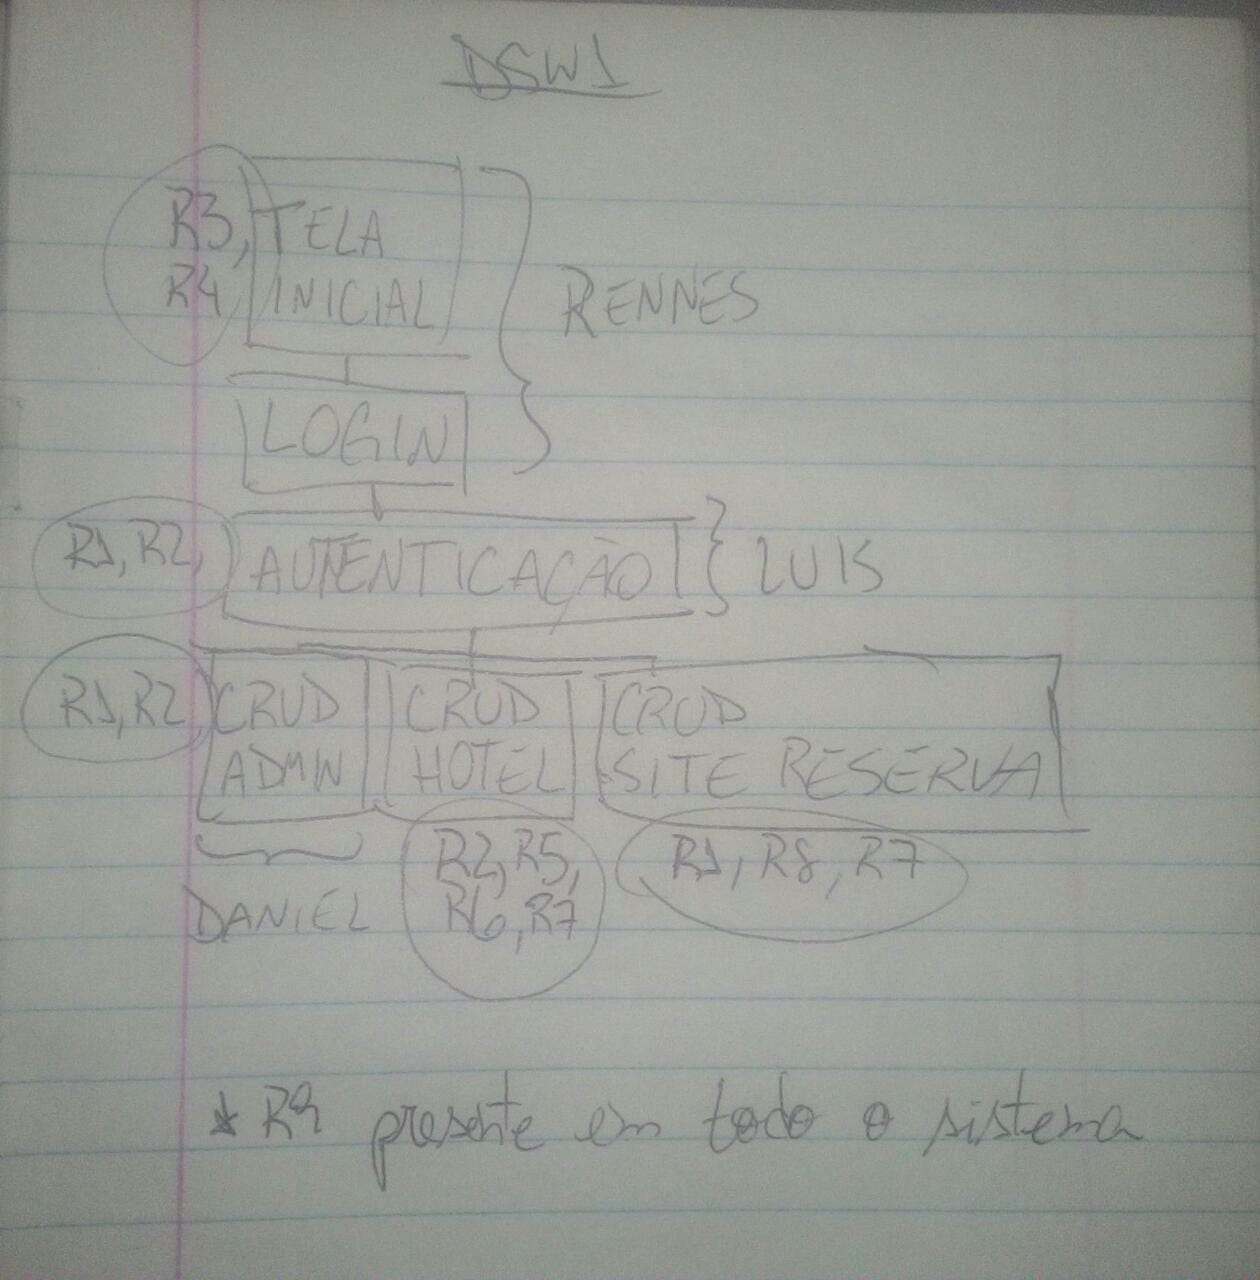 DSW1
R3, TELA
R4 INICIAL
RENNES
LOGIN
R1, R2, AUTENTICAÇÃO
LUIS
R1, R2, CRUD ADMIN
CRUD HOTEL
CRUD SITE RESERVA
DANIEL
R2, R5,
R6, R7
R1, R8, R7
* R9 presente em todo o sistema